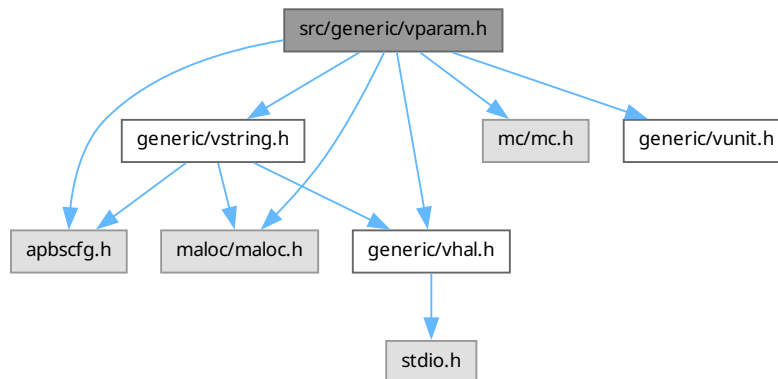 src/generic/vparam.h
generic/vstring.h
mc/mc.h
generic/vunit.h
apbscfg.h
maloc/maloc.h
generic/vhal.h
stdio.h